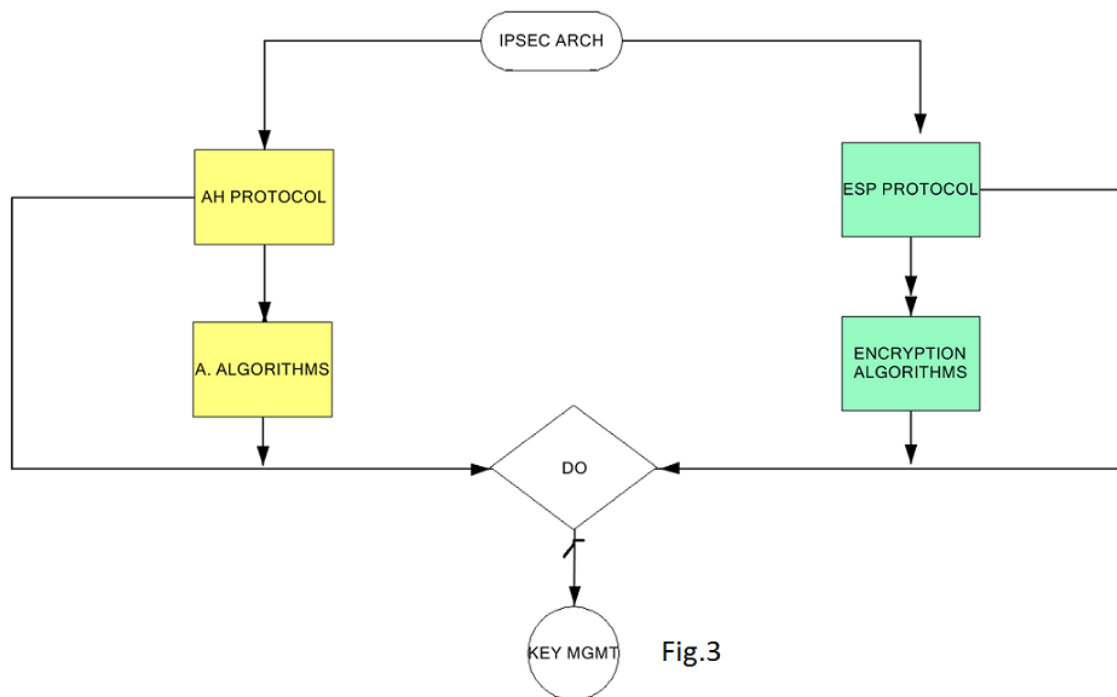 IPSEC ARCH
AH PROTOCOL
ESP PROTOCOL
A. ALGORITHMS
ENCRYPTION
ALGORITHMS
DO
KEY MGMT
Fig.3